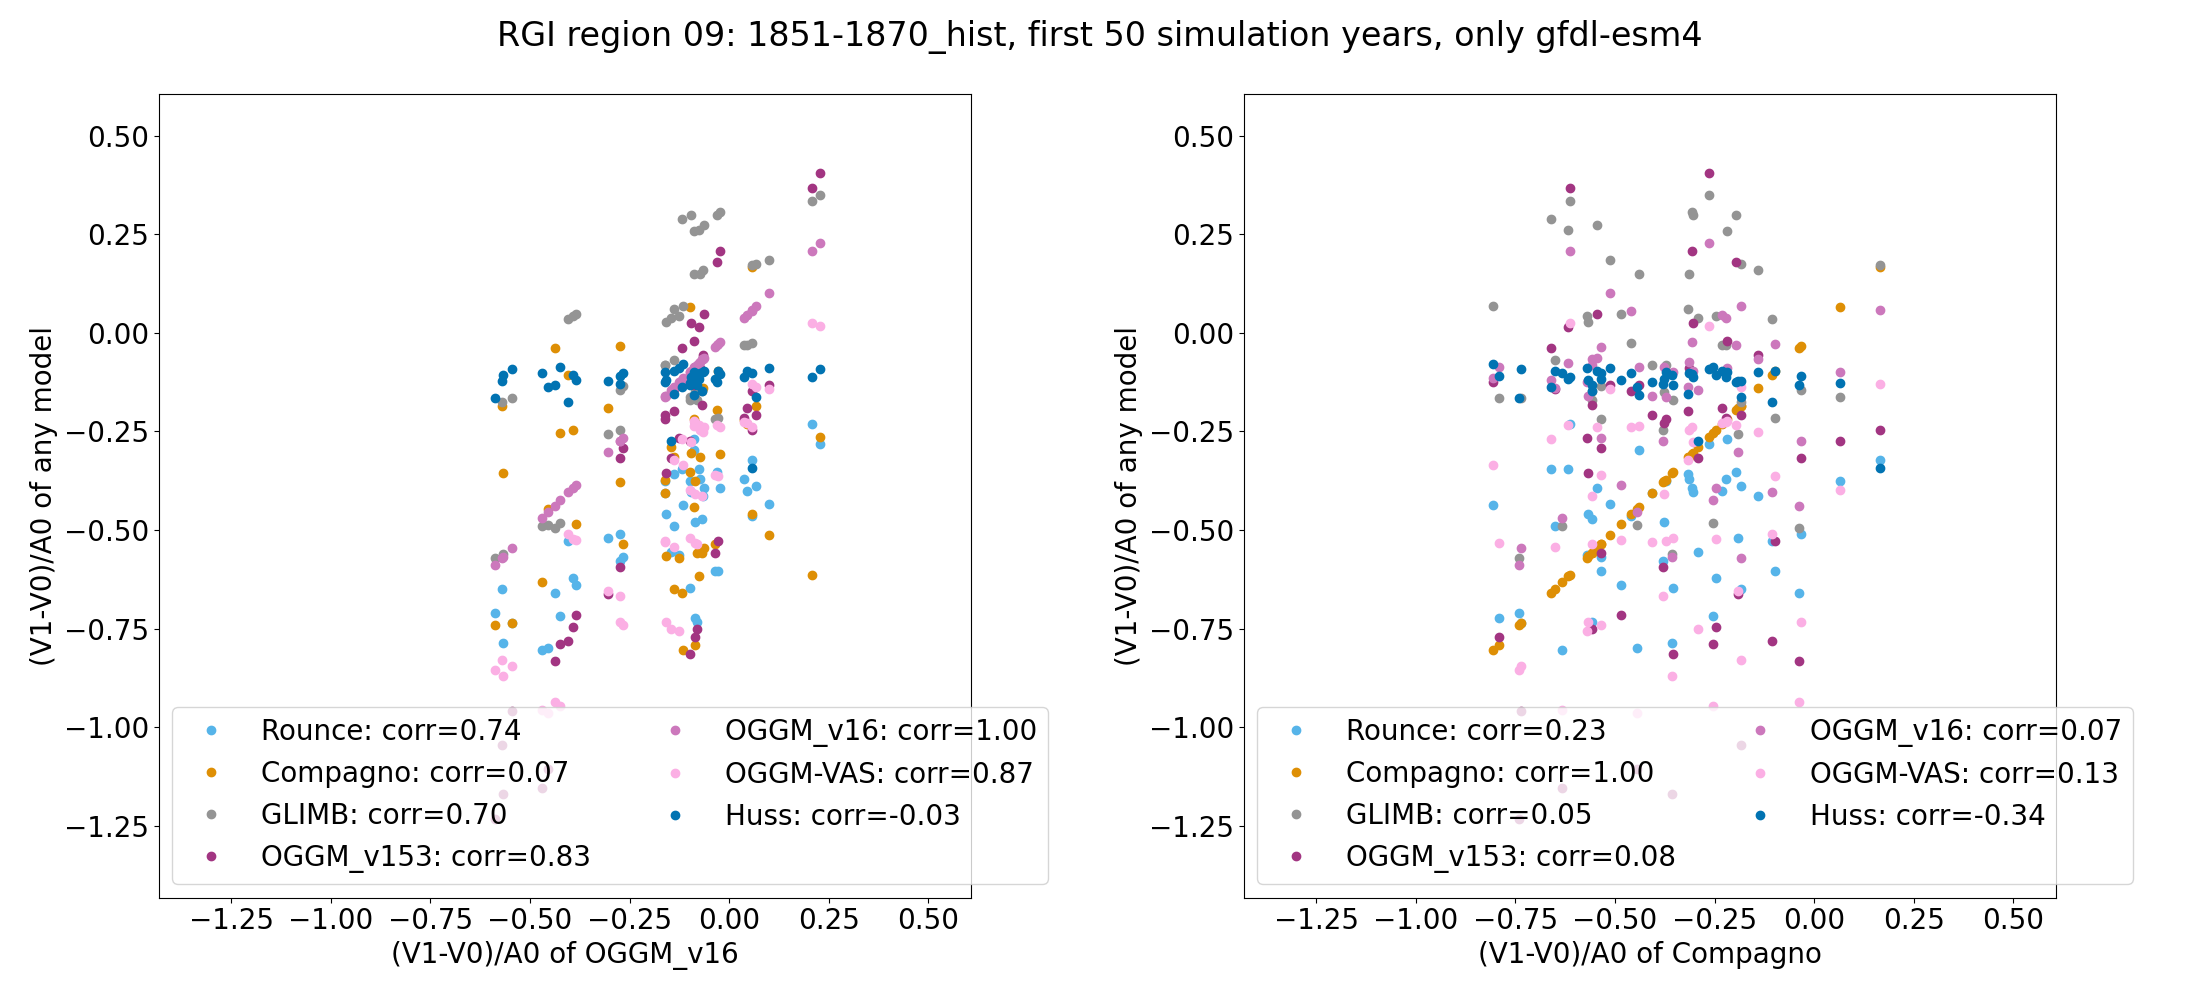 RGI region 09: 1851-1870_hist, first 50 simulation years, only gfdl-esm4
(V1-V0)/A0 of any model
0.50
0.25
0.00
−0.25
−0.50
−0.75
−1.00
−1.25
Rounce: corr=0.74
Compagno: corr=0.07
GLIMB: corr=0.70
OGGM_v153: corr=0.83
OGGM_v16: corr=1.00
OGGM-VAS: corr=0.87
Huss: corr=-0.03
−1.25 −1.00 −0.75 −0.50 −0.25 0.00 0.25 0.50
(V1-V0)/A0 of OGGM_v16
(V1-V0)/A0 of any model
0.50
0.25
0.00
−0.25
−0.50
−0.75
−1.00
−1.25
Rounce: corr=0.23
Compagno: corr=1.00
GLIMB: corr=0.05
OGGM_v153: corr=0.08
OGGM_v16: corr=0.07
OGGM-VAS: corr=0.13
Huss: corr=-0.34
−1.25 −1.00 −0.75 −0.50 −0.25 0.00 0.25 0.50
(V1-V0)/A0 of Compagno